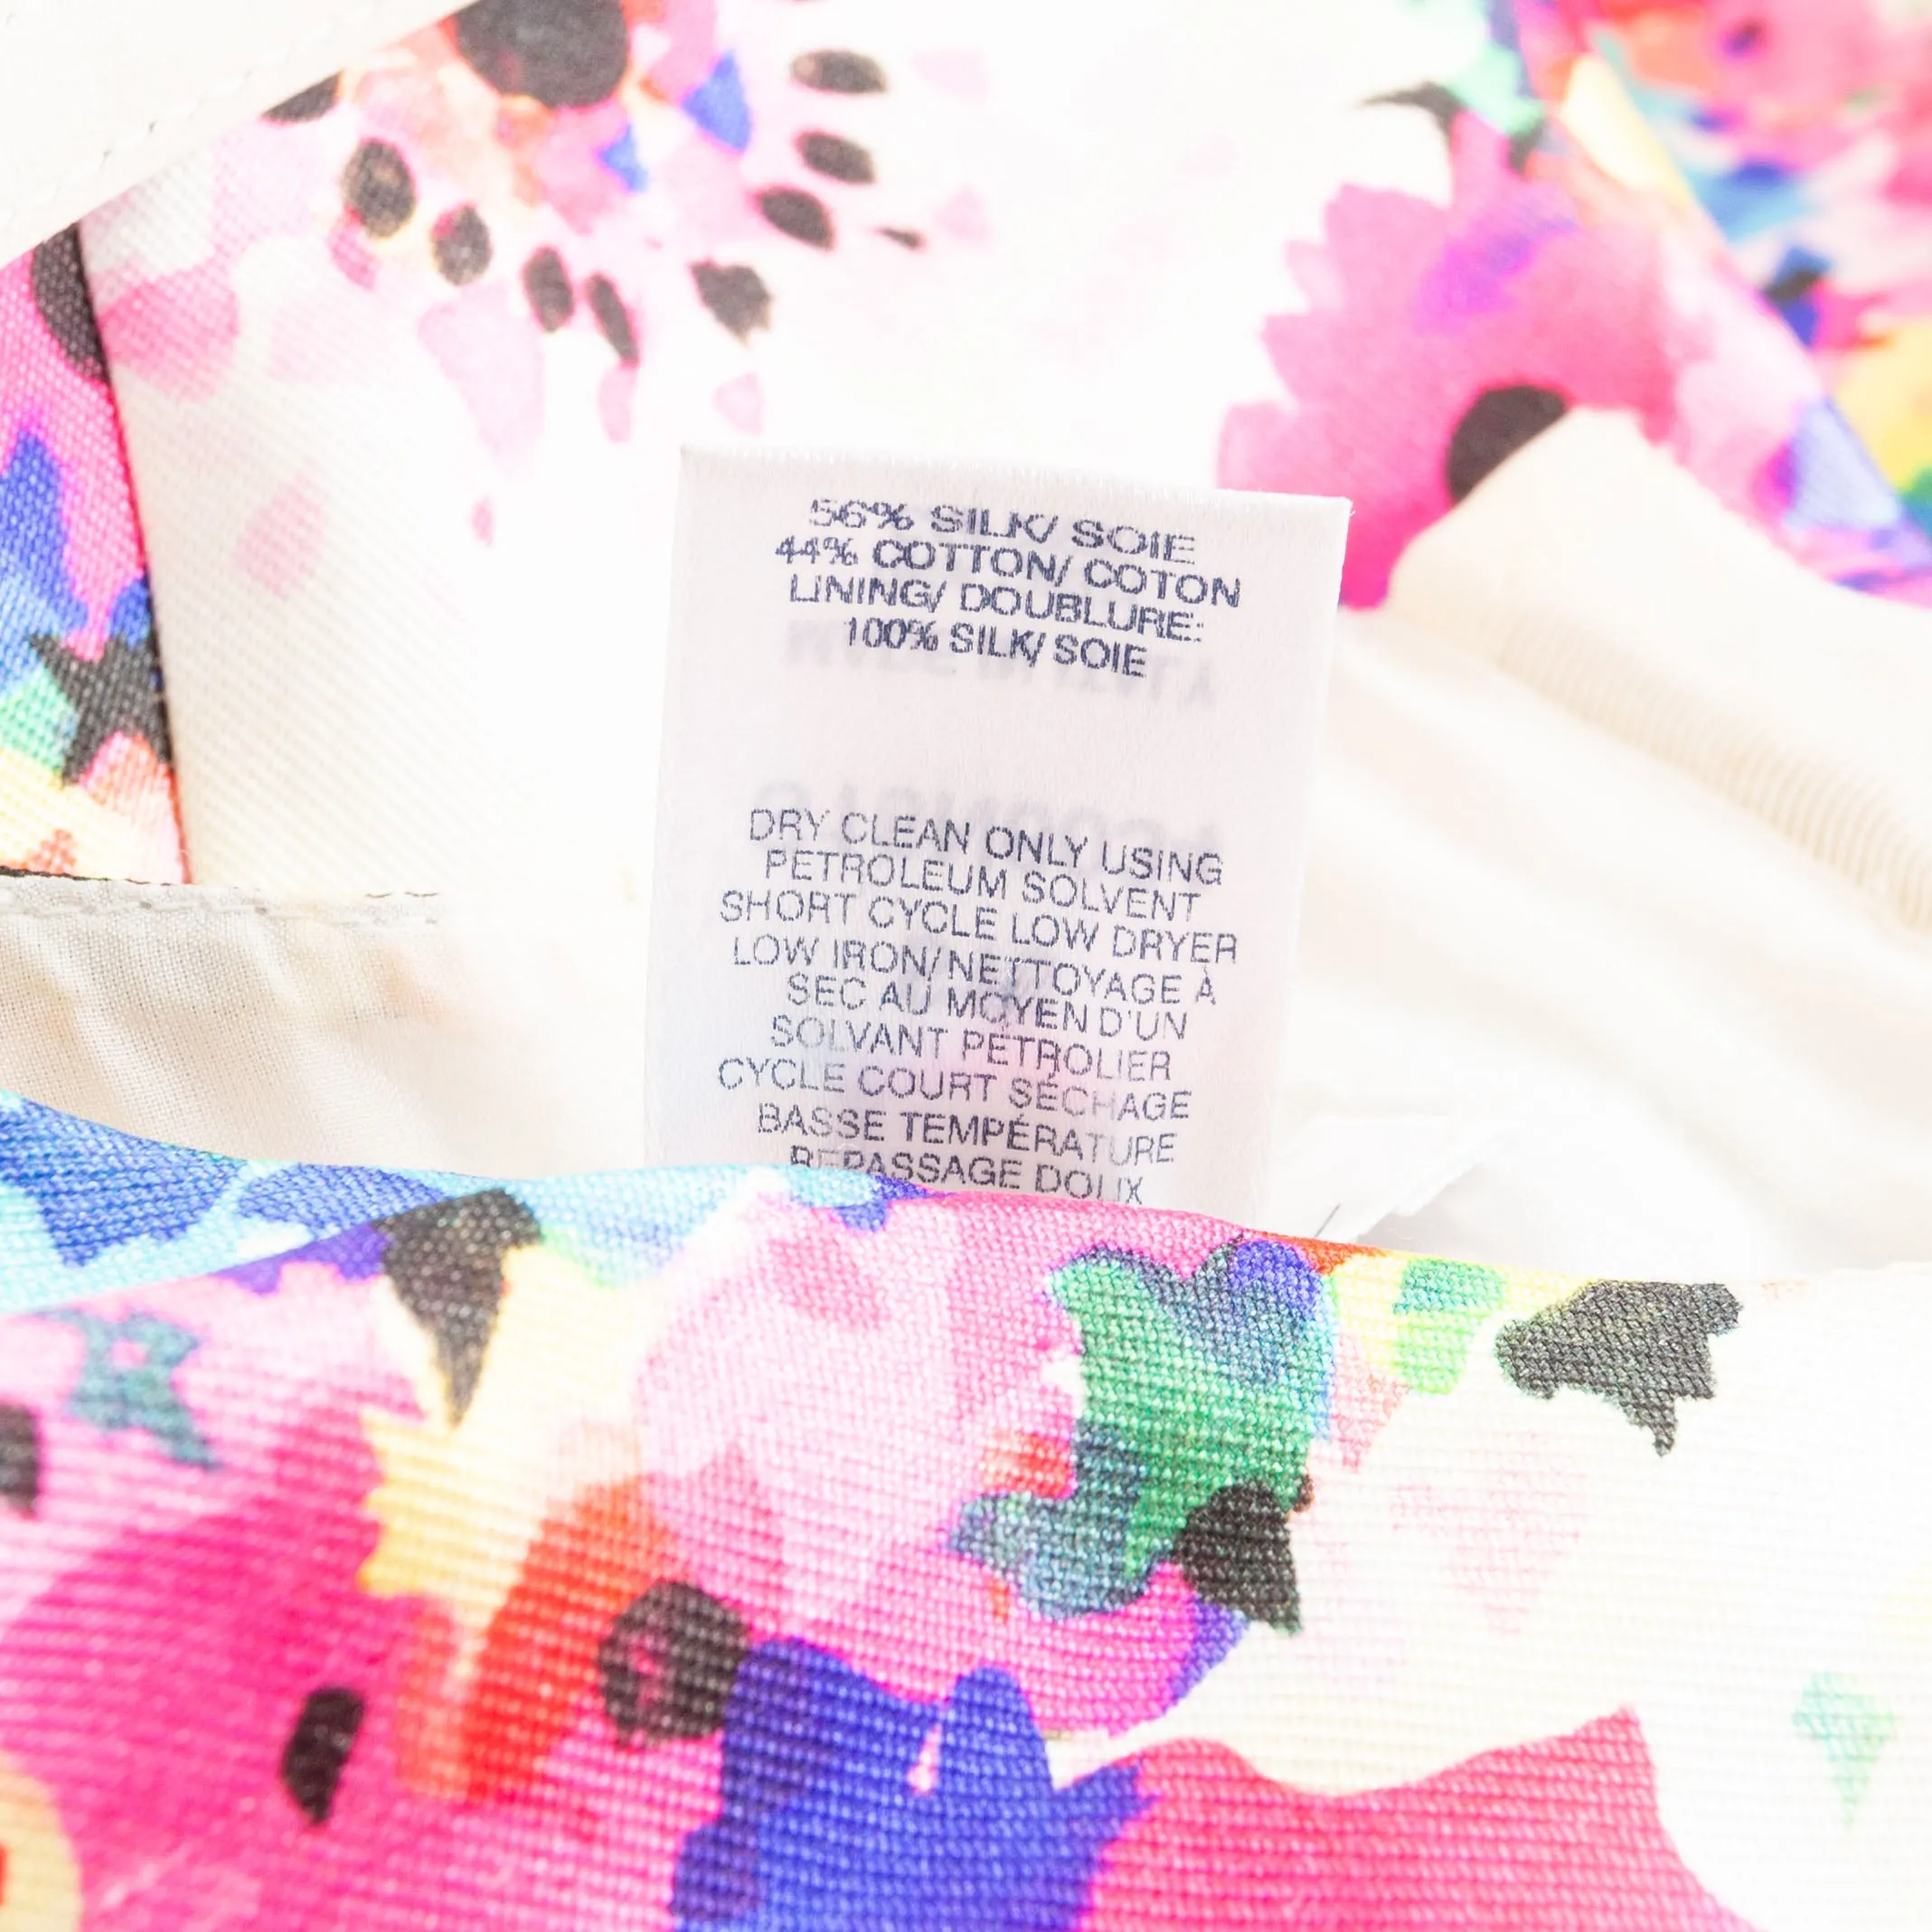 56% SILK/ SOIE
44% COTTON/ COTON
LINING/ DOUBLURE:
100% SILK/ SOIE
DRY CLEAN ONLY USING
PETROLEUM SOLVENT
SHORT CYCLE LOW DRYER
LOW IRON/NETTOYAGE À
SEC AU MOYEN D'UN
SOLVANT PETROLIER
CYCLE COURT SÉCHAGE
BASSE TEMPÉRATURE
REPASSAGE DOUX